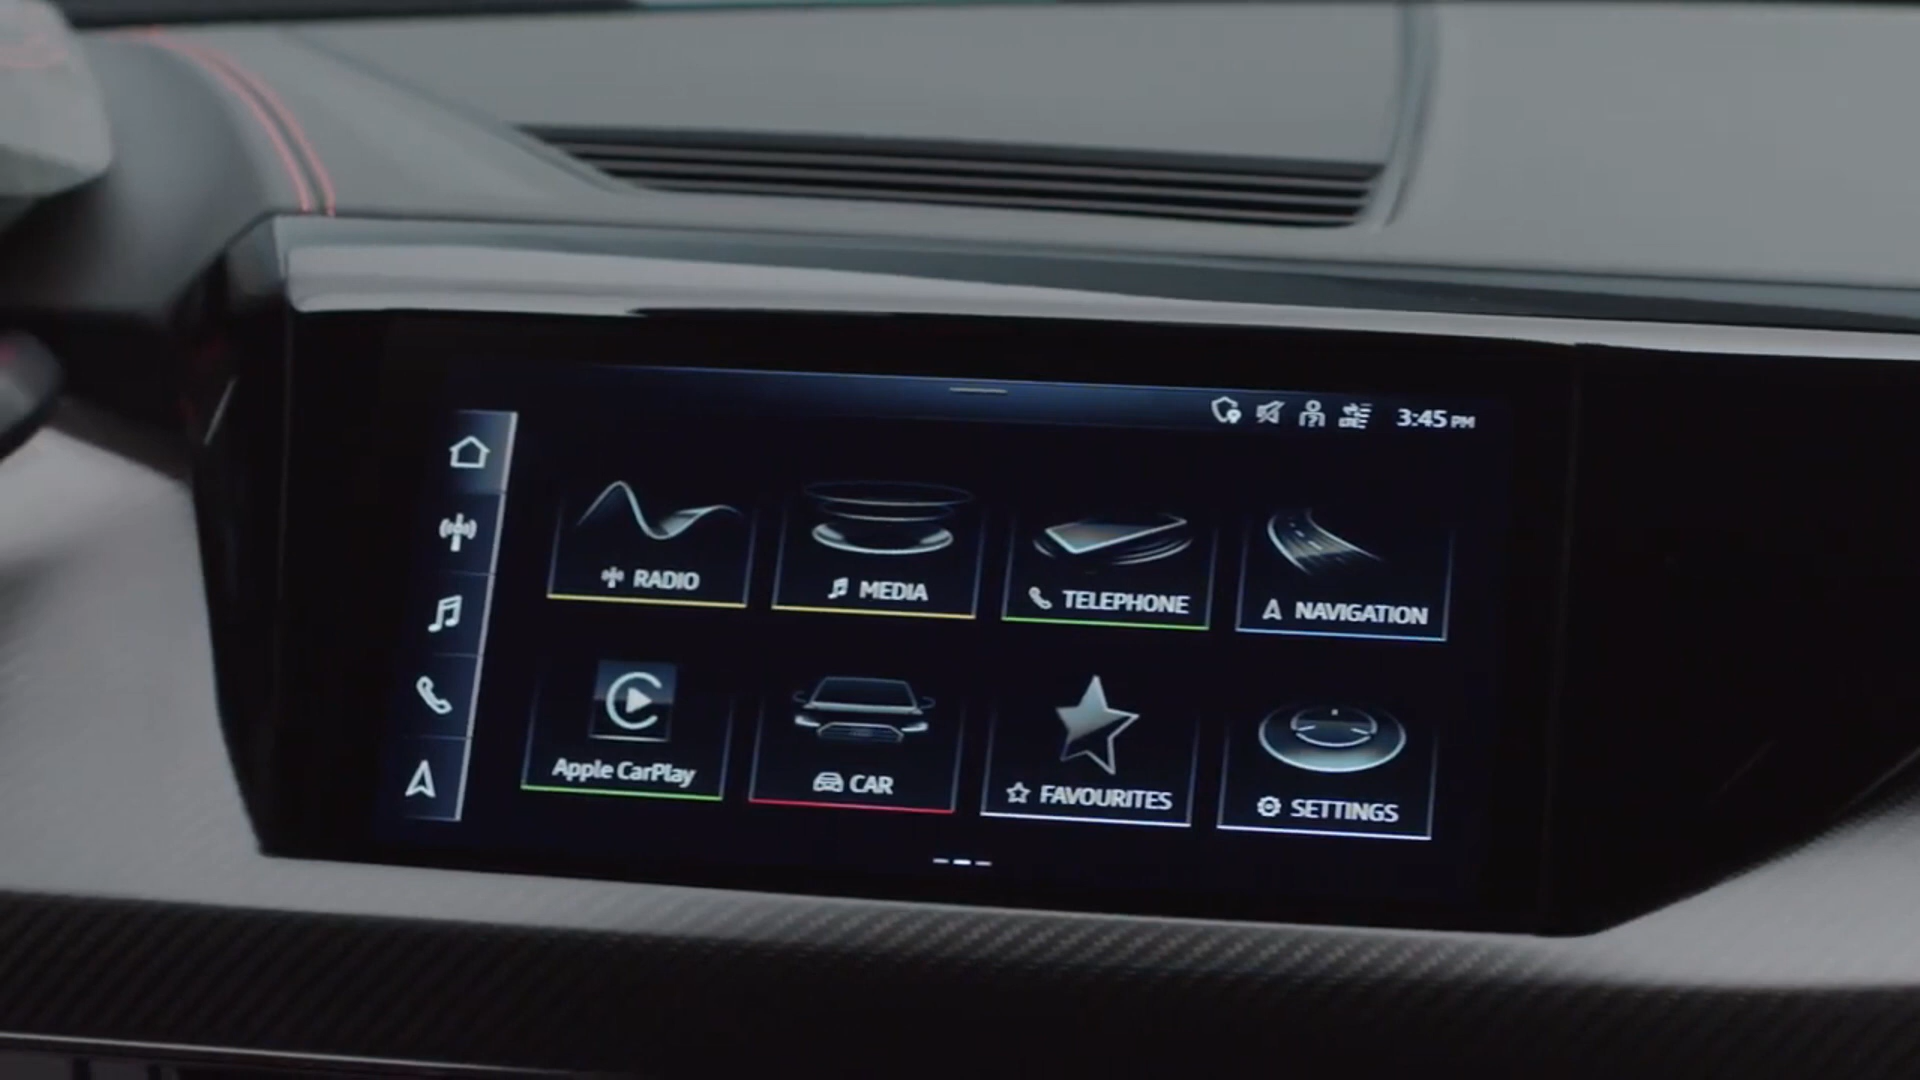 3:45 PM
RADIO
MEDIA
TELEPHONE
NAVIGATION
Apple CarPlay
CAR
FAVOURITES
SETTINGS